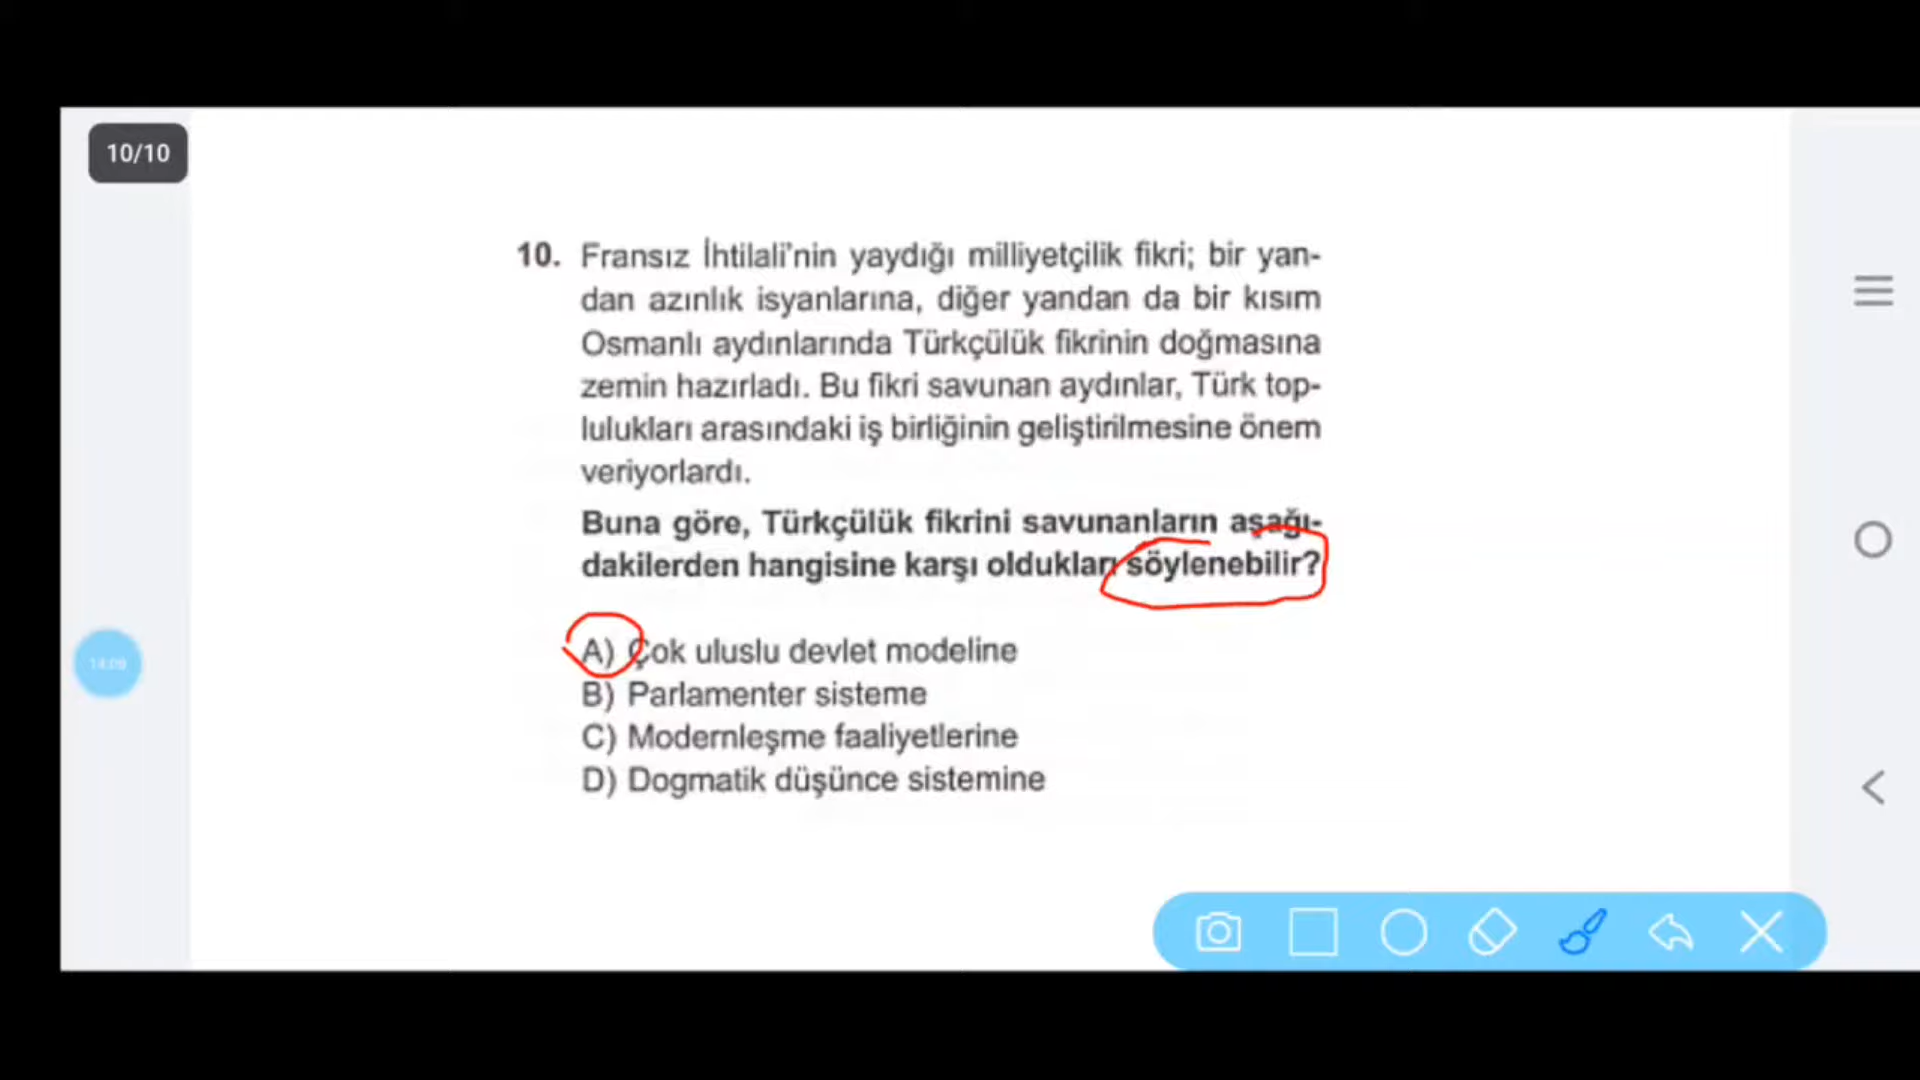 10/10
10. Fransız İhtilali'nin yaydığı milliyetçilik fikri; bir yan-
dan azınlık isyanlarına, diğer yandan da bir kısım
Osmanlı aydınlarında Türkçülük fikrinin doğmasına
zemin hazırladı. Bu fikri savunan aydınlar, Türk top-
lulukları arasındaki iş birliğinin geliştirilmesine önem
veriyorlardı.
Buna göre, Türkçülük fikrini savunanların aşağı-
dakilerden hangisine karşı oldukları söylenebilir?
A) Çok uluslu devlet modeline
B) Parlamenter sisteme
C) Modernleşme faaliyetlerine
D) Dogmatik düşünce sistemine